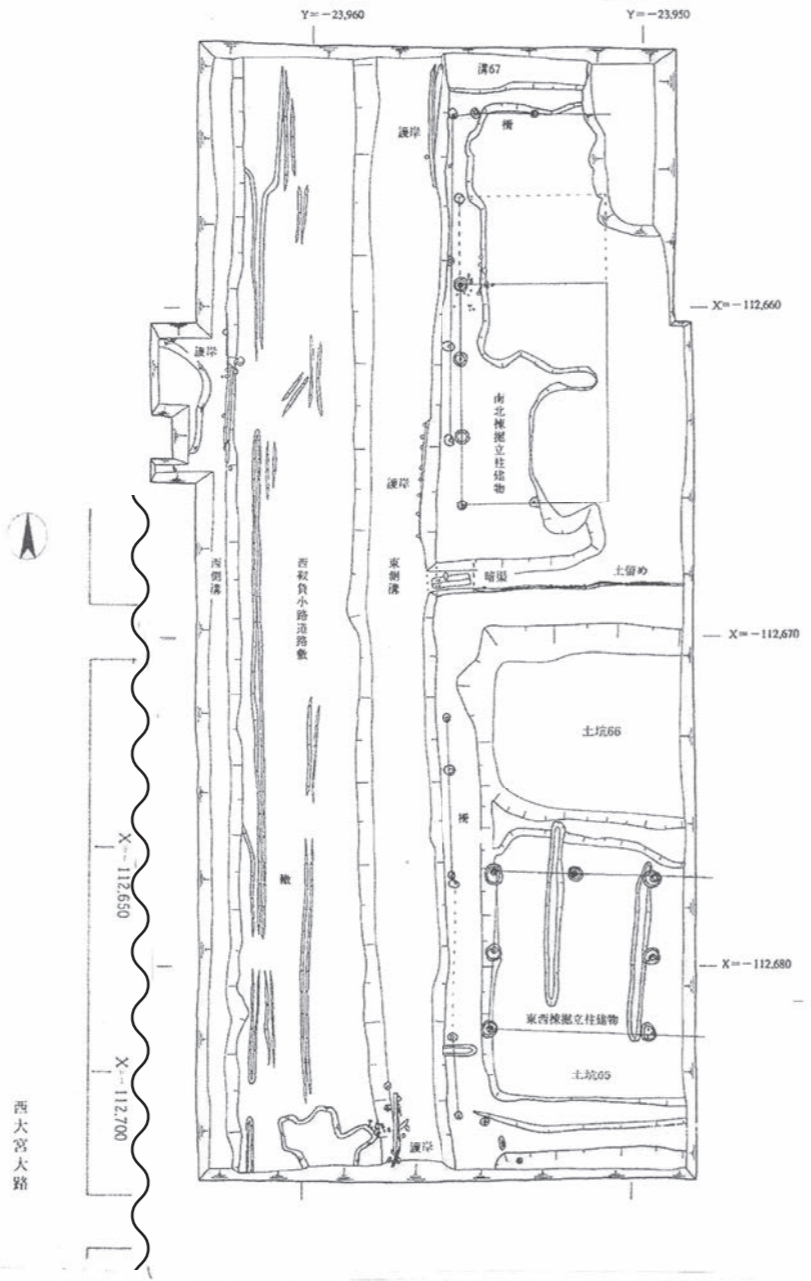 Y=-23,960
Y=-23,950
溝67
護岸
柵
X=-112,660
護岸
南北棟掘立柱建物
護岸
西側溝
西靱負小路道路敷
東側溝
暗渠
土留め
X=-112,670
土坑66
柵
X=-112,650
轍
X=-112,680
東西棟掘立柱建物
土坑65
X=-112,700
西大宮大路
護岸